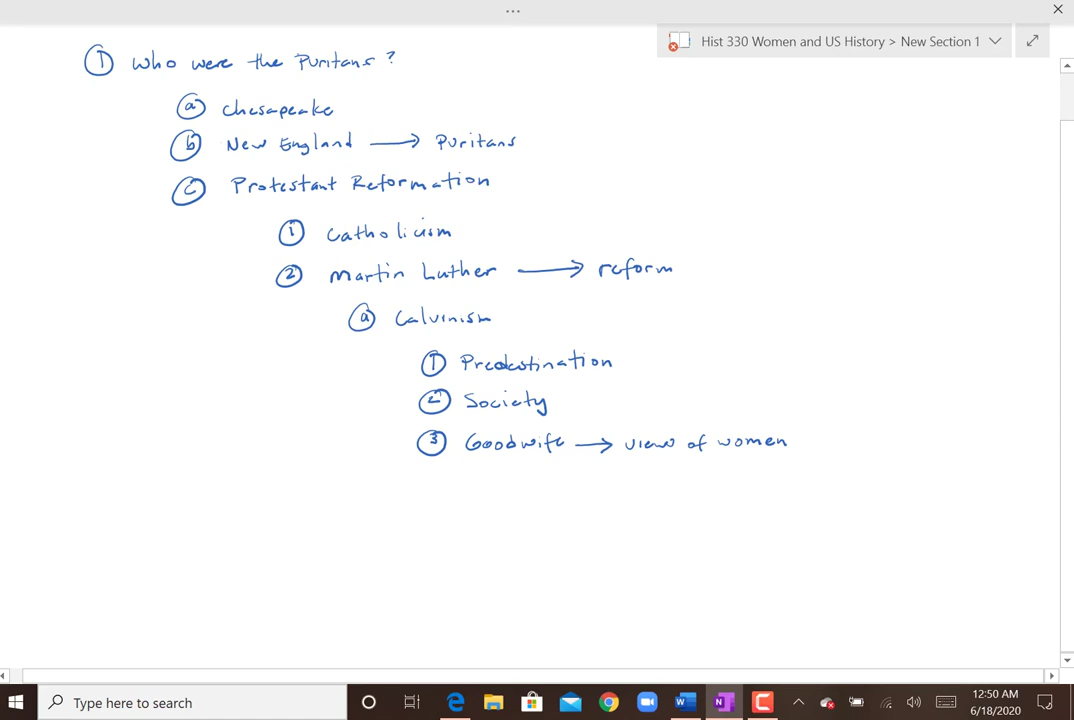 Hist 330 Women and US History > New Section 1
① Who were the Puritans?
ⓐ Chesapeake
ⓑ New England → Puritans
ⓒ Protestant Reformation
① Catholicism
② Martin Luther → reform
ⓐ Calvinism
① Predestination
② Society
③ Goodwife → view of women
Type here to search
12:50 AM
6/18/2020